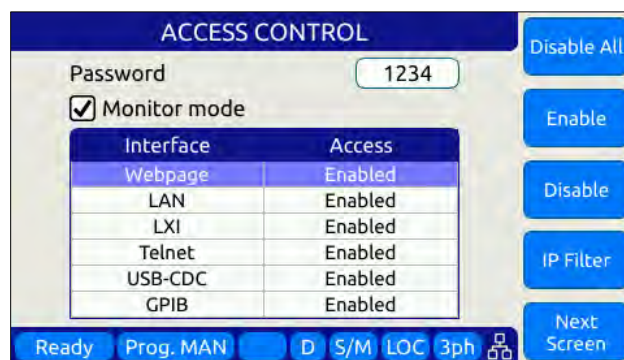 ACCESS CONTROL
Password 1234
Monitor mode
Interface Access
Webpage Enabled
LAN Enabled
LXI Enabled
Telnet Enabled
USB-CDC Enabled
GPIB Enabled
Disable All
Enable
Disable
IP Filter
Next
Screen
Ready Prog. MAN D S/M LOC 3ph